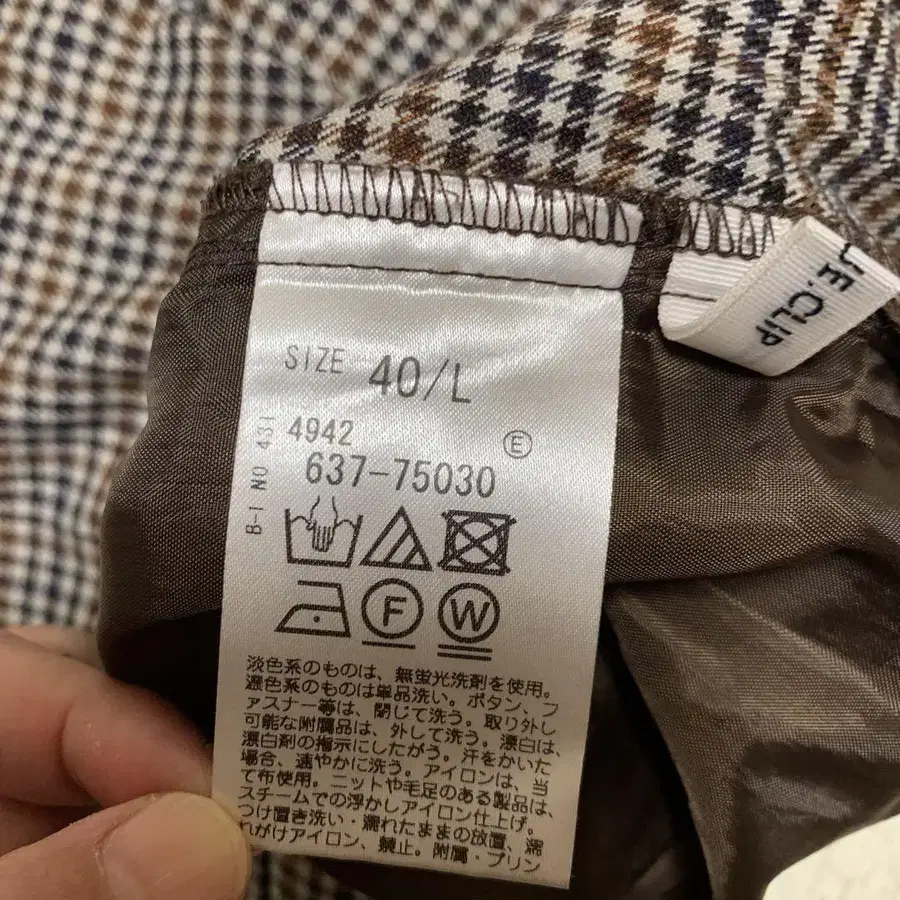 SIZE 40/L
4942
637-75030
E
B-I NO 431
F
W
淡色系のものは、無蛍光洗剤を使用。
濃色系のものは単品洗い。ボタン、フ
ァスナー等は、閉じて洗う。取り外し
可能な附属品は、外して洗う。漂白は、
漂白剤の指示にしたがう。汗をかいた
場合、速やかに洗う。アイロンは、当
て布使用。ニットや毛足のある製品は、
スチームでの浮かしアイロン仕上げ。
つけ置き洗い・濡れたままの放置、濡
れがけアイロン、禁止。附属・プリン
E.CLIP